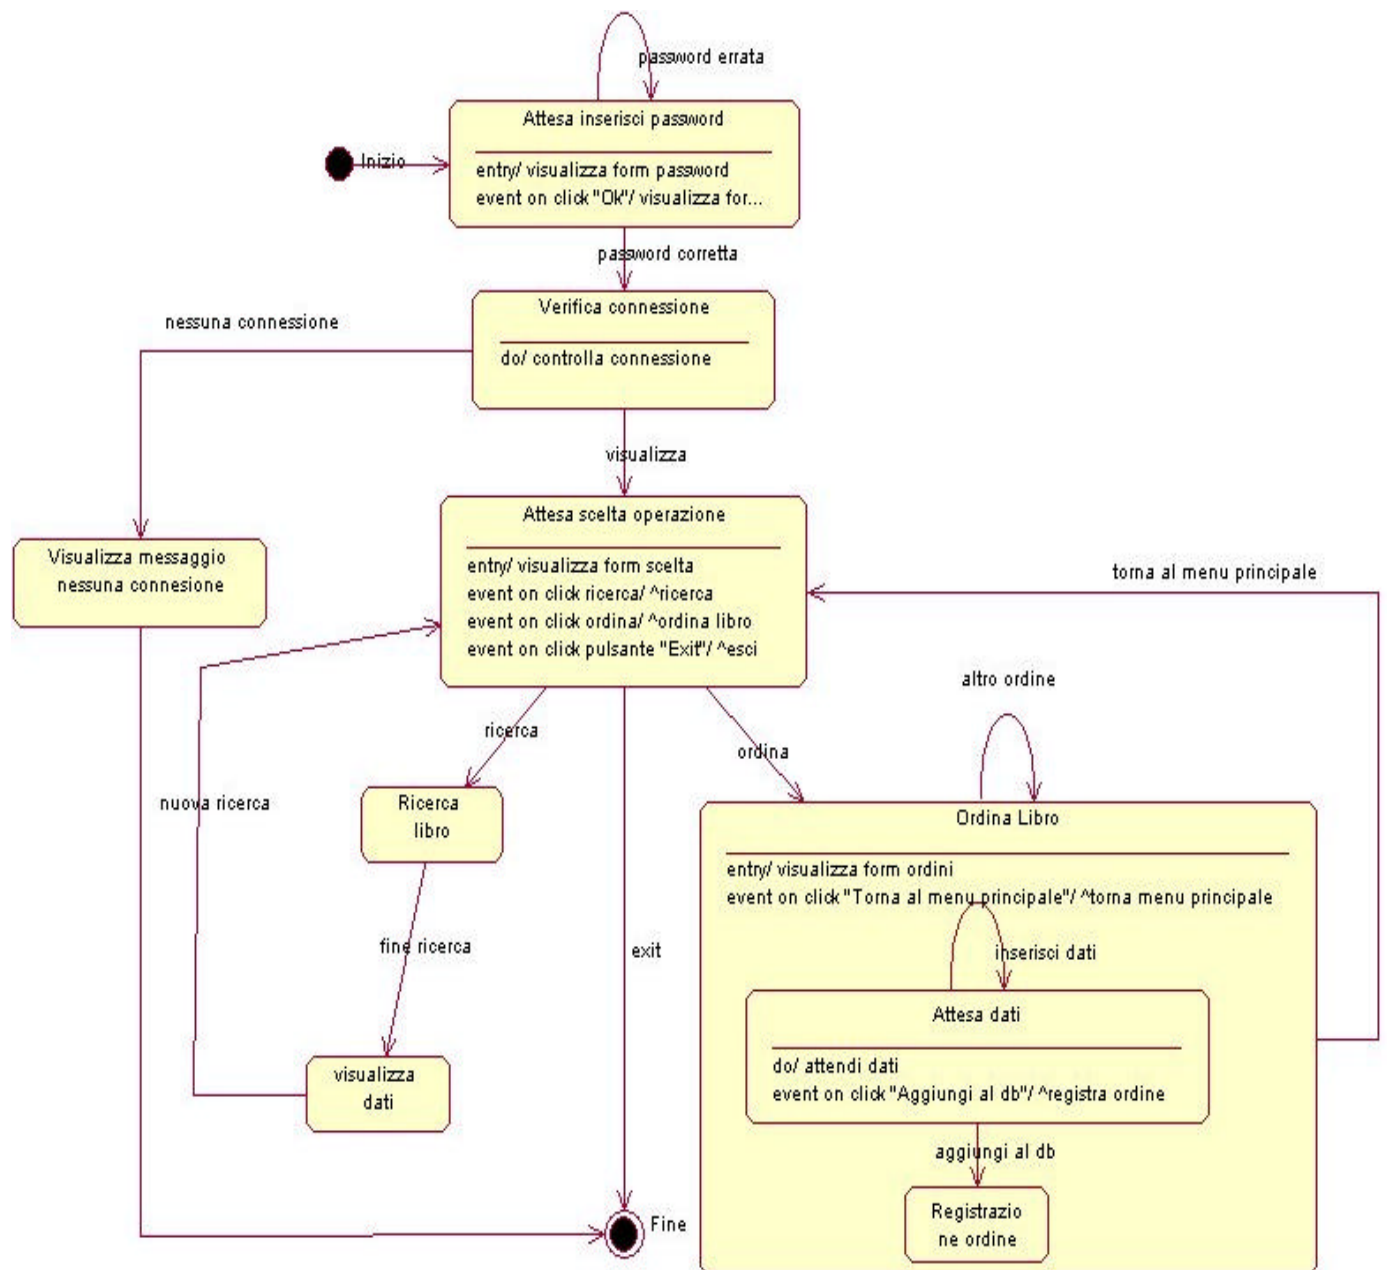 password errata
Attesa inserisci password
Inizio
entry/ visualizza form password
event on click "Ok"/ visualizza for...
password corretta
Verifica connessione
nessuna connessione
do/ controlla connessione
visualizza
Attesa scelta operazione
Visualizza messaggio
nessuna connesione
entry/ visualizza form scelta
event on click ricerca/ ^ricerca
event on click ordina/ ^ordina libro
event on click pulsante "Exit"/ ^esci
torna al menu principale
altro ordine
ricerca
ordina
nuova ricerca
Ricerca
libro
Ordina Libro
entry/ visualizza form ordini
event on click "Torna al menu principale"/ ^torna menu principale
fine ricerca
exit
inserisci dati
Attesa dati
visualizza
dati
do/ attendi dati
event on click "Aggiungi al db"/ ^registra ordine
aggiungi al db
Registrazio
ne ordine
Fine